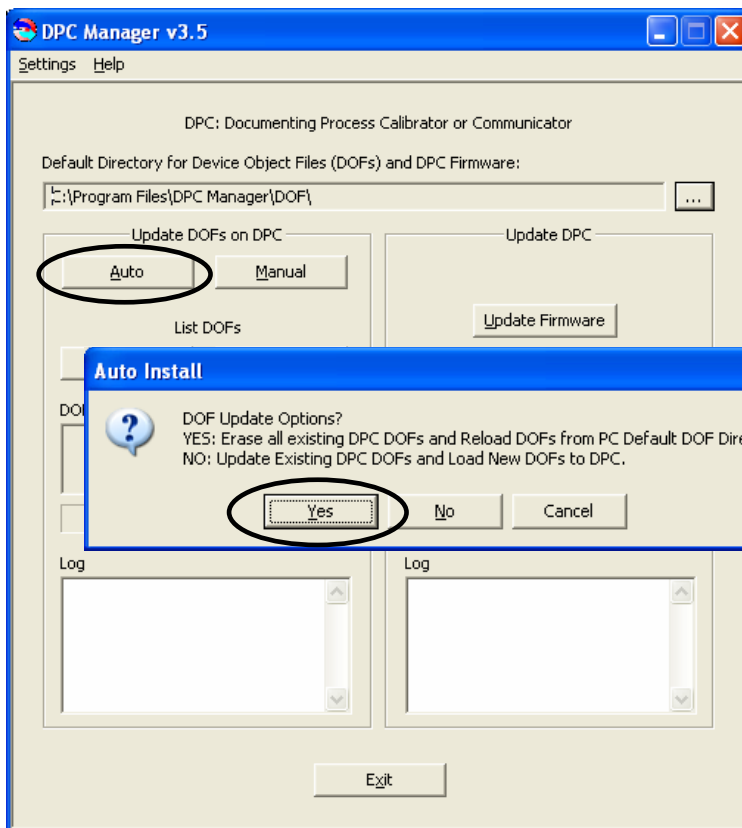 DPC Manager v3.5
Settings Help
DPC: Documenting Process Calibrator or Communicator
Default Directory for Device Object Files (DOFs) and DPC Firmware:
:\Program Files\DPC Manager\DOF\ ...
Update DOFs on DPC
Update DPC
Auto Manual
Update Firmware
List DOFs
Auto Install
DOF Update Options?
YES: Erase all existing DPC DOFs and Reload DOFs from PC Default DOF Dire
NO: Update Existing DPC DOFs and Load New DOFs to DPC.
Yes No Cancel
Log
Log
Exit